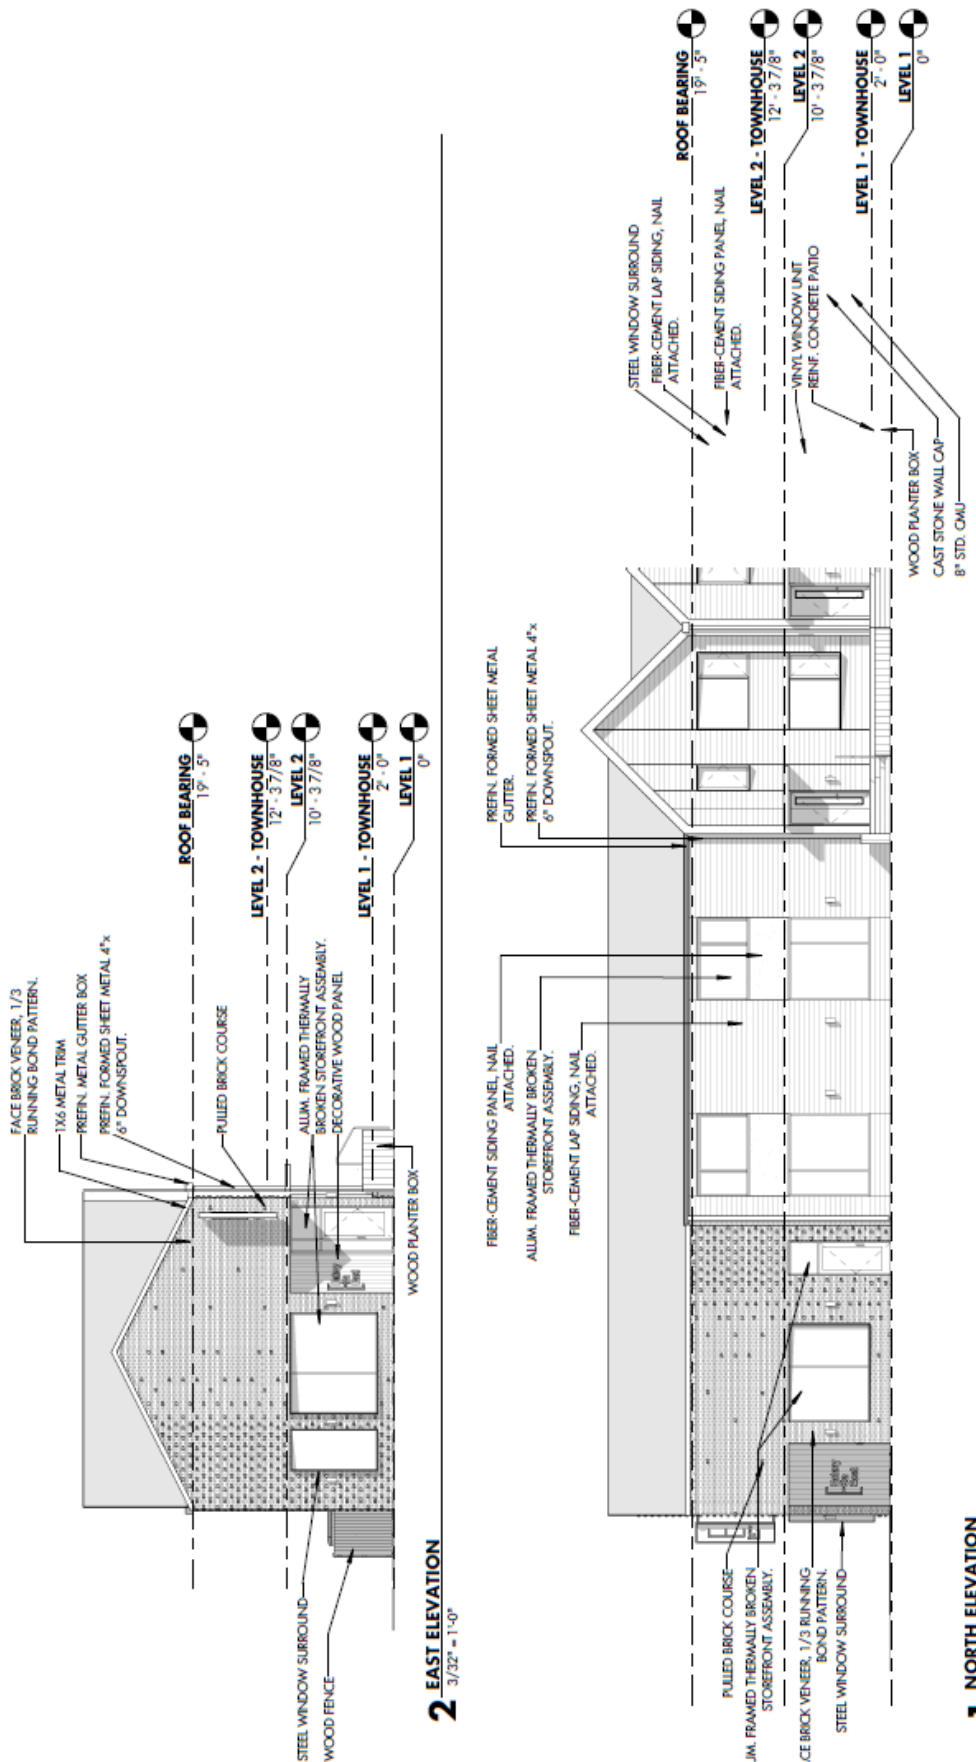 FACE BRICK VENEER, 1/3
RUNNING BOND PATTERN.
1X6 METAL TRIM
PREFIN. METAL GUTTER BOX
PREFIN. FORMED SHEET METAL 4"x
6" DOWNSPOUT.
PULLED BRICK COURSE
ALUM. FRAMED THERMALLY
BROKEN STOREFRONT ASSEMBLY.
DECORATIVE WOOD PANEL
WOOD PLANTER BOX
ROOF BEARING
19' - 5"
LEVEL 2 - TOWNHOUSE
12' - 3 7/8"
LEVEL 2
10' - 3 7/8"
LEVEL 1 - TOWNHOUSE
2' - 0"
LEVEL 1
0"
STEEL WINDOW SURROUND
WOOD FENCE
2 EAST ELEVATION
3/32" = 1'-0"
PREFIN. FORMED SHEET METAL
GUTTER.
PREFIN. FORMED SHEET METAL 4"x
6" DOWNSPOUT.
FIBER-CEMENT SIDING PANEL, NAIL
ATTACHED.
ALUM. FRAMED THERMALLY BROKEN
STOREFRONT ASSEMBLY.
FIBER-CEMENT LAP SIDING, NAIL
ATTACHED.
STEEL WINDOW SURROUND
FIBER-CEMENT LAP SIDING, NAIL
ATTACHED.
FIBER-CEMENT SIDING PANEL, NAIL
ATTACHED.
VINYL WINDOW UNIT
REINF. CONCRETE PATIO
WOOD PLANTER BOX
CAST STONE WALL CAP
8" STD. CMU
ROOF BEARING
19' - 5"
LEVEL 2 - TOWNHOUSE
12' - 3 7/8"
LEVEL 2
10' - 3 7/8"
LEVEL 1 - TOWNHOUSE
2' - 0"
LEVEL 1
0"
PULLED BRICK COURSE
UM. FRAMED THERMALLY BROKEN
STOREFRONT ASSEMBLY.
CE BRICK VENEER, 1/3 RUNNING
BOND PATTERN.
STEEL WINDOW SURROUND
1 NORTH ELEVATION